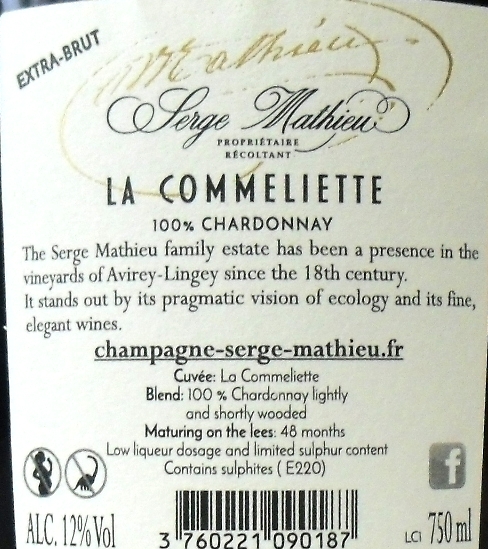 EXTRA-BRUT
Mathieu
Serge Mathieu
PROPRIÉTAIRE
RÉCOLTANT
LA COMMELIETTE
100% CHARDONNAY
The Serge Mathieu family estate has been a presence in the
vineyards of Avirey-Lingey since the 18th century.
It stands out by its pragmatic vision of ecology and its fine,
elegant wines.
champagne-serge-mathieu.fr
Cuvée: La Commeliette
Blend: 100 % Chardonnay lightly
and shortly wooded
Maturing on the lees: 48 months
Low liqueur dosage and limited sulphur content
Contains sulphites ( E220)
f
ALC. 12% Vol
3 760221 090187
LCI 750 ml